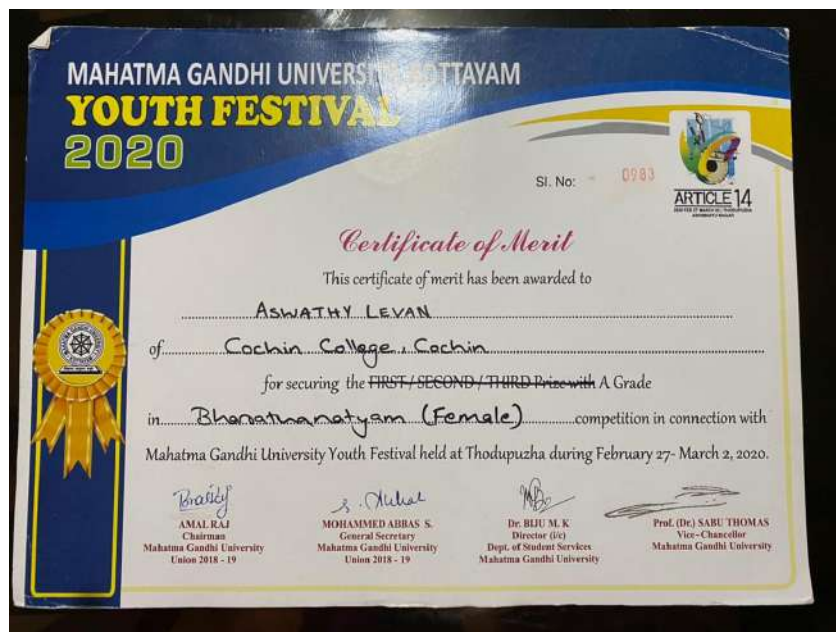 MAHATMA GANDHI UNIVERSITY KOTTAYAM
YOUTH FESTIVAL
2020
Sl. No: 0983
ARTICLE 14
Certificate of Merit
This certificate of merit has been awarded to
ASWATHY LEVAN
of Cochin College, Cochin
for securing the FIRST / SECOND / THIRD Prize with A Grade
in Bharathanatyam (Female) competition in connection with
Mahatma Gandhi University Youth Festival held at Thodupuzha during February 27- March 2, 2020.
AMAL RAJ
Chairman
Mahatma Gandhi University
Union 2018 - 19
MOHAMMED ABBAS S.
General Secretary
Mahatma Gandhi University
Union 2018 - 19
Dr. BIJU M. K
Director (i/c)
Dept. of Student Services
Mahatma Gandhi University
Prof. (Dr.) SABU THOMAS
Vice-Chancellor
Mahatma Gandhi University